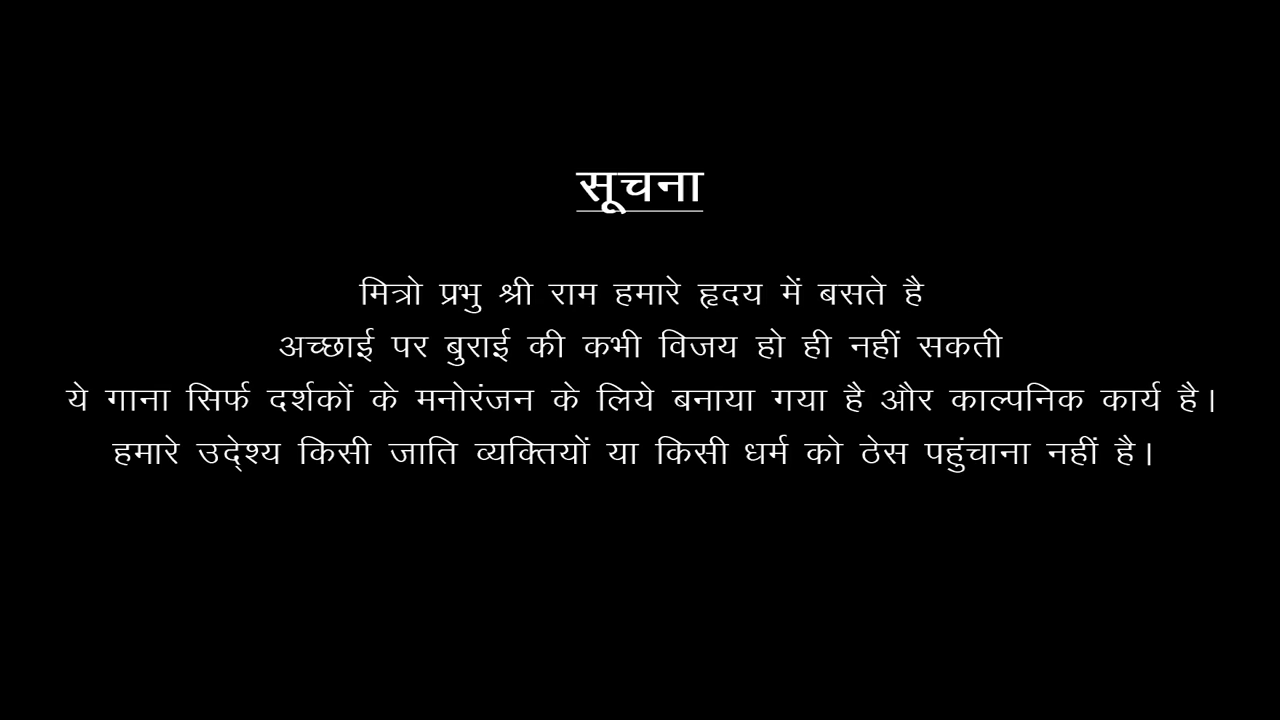 सूचना
मित्रो प्रभु श्री राम हमारे हृदय में बसते है
अच्छाई पर बुराई की कभी विजय हो ही नहीं सकती
ये गाना सिर्फ दर्शकों के मनोरंजन के लिये बनाया गया है और काल्पनिक कार्य है।
हमारे उद्देश्य किसी जाति व्यक्तियों या किसी धर्म को ठेस पहुंचाना नहीं है।